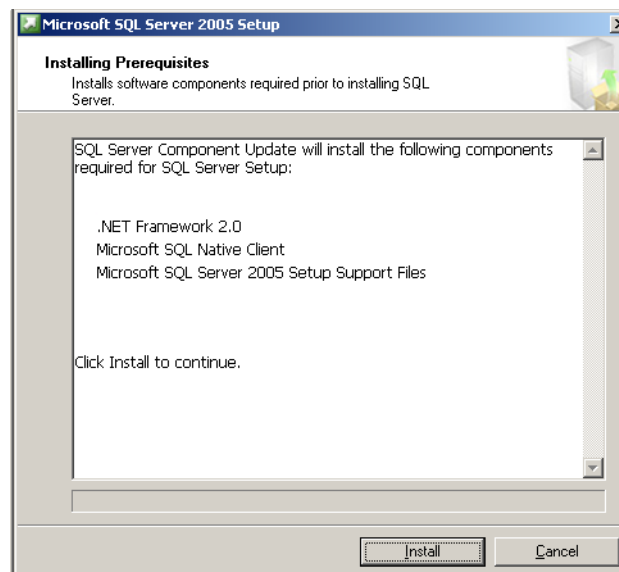 Microsoft SQL Server 2005 Setup
Installing Prerequisites
Installs software components required prior to installing SQL
Server.
SQL Server Component Update will install the following components
required for SQL Server Setup:
.NET Framework 2.0
Microsoft SQL Native Client
Microsoft SQL Server 2005 Setup Support Files
Click Install to continue.
Install
Cancel